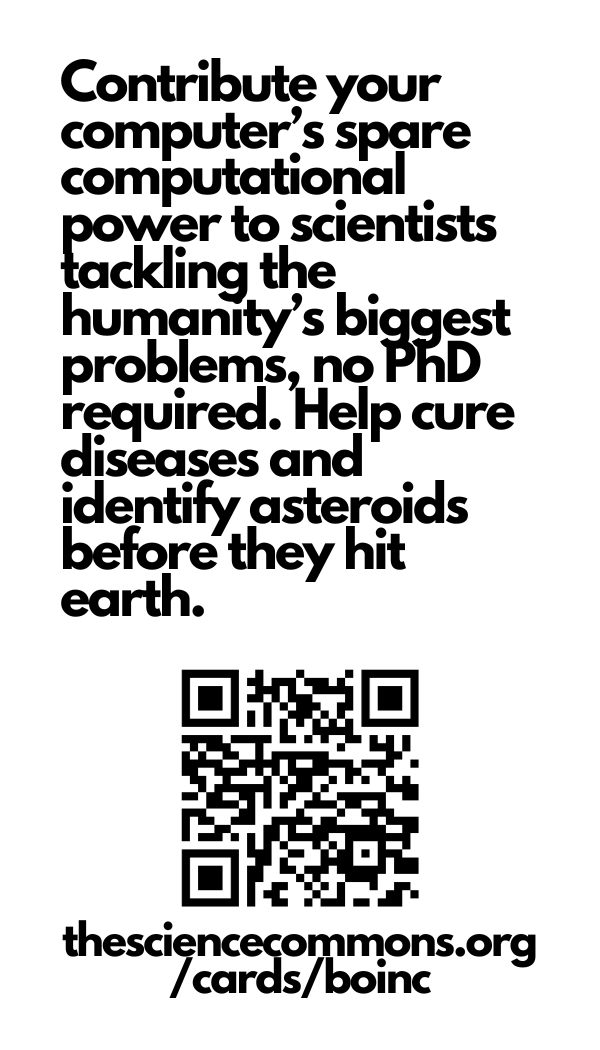 Contribute your
computer’s spare
computational
power to scientists
tackling the
humanity’s biggest
problems, no PhD
required. Help cure
diseases and
identify asteroids
before they hit
earth.
thesciencecommons.org
/cards/boinc